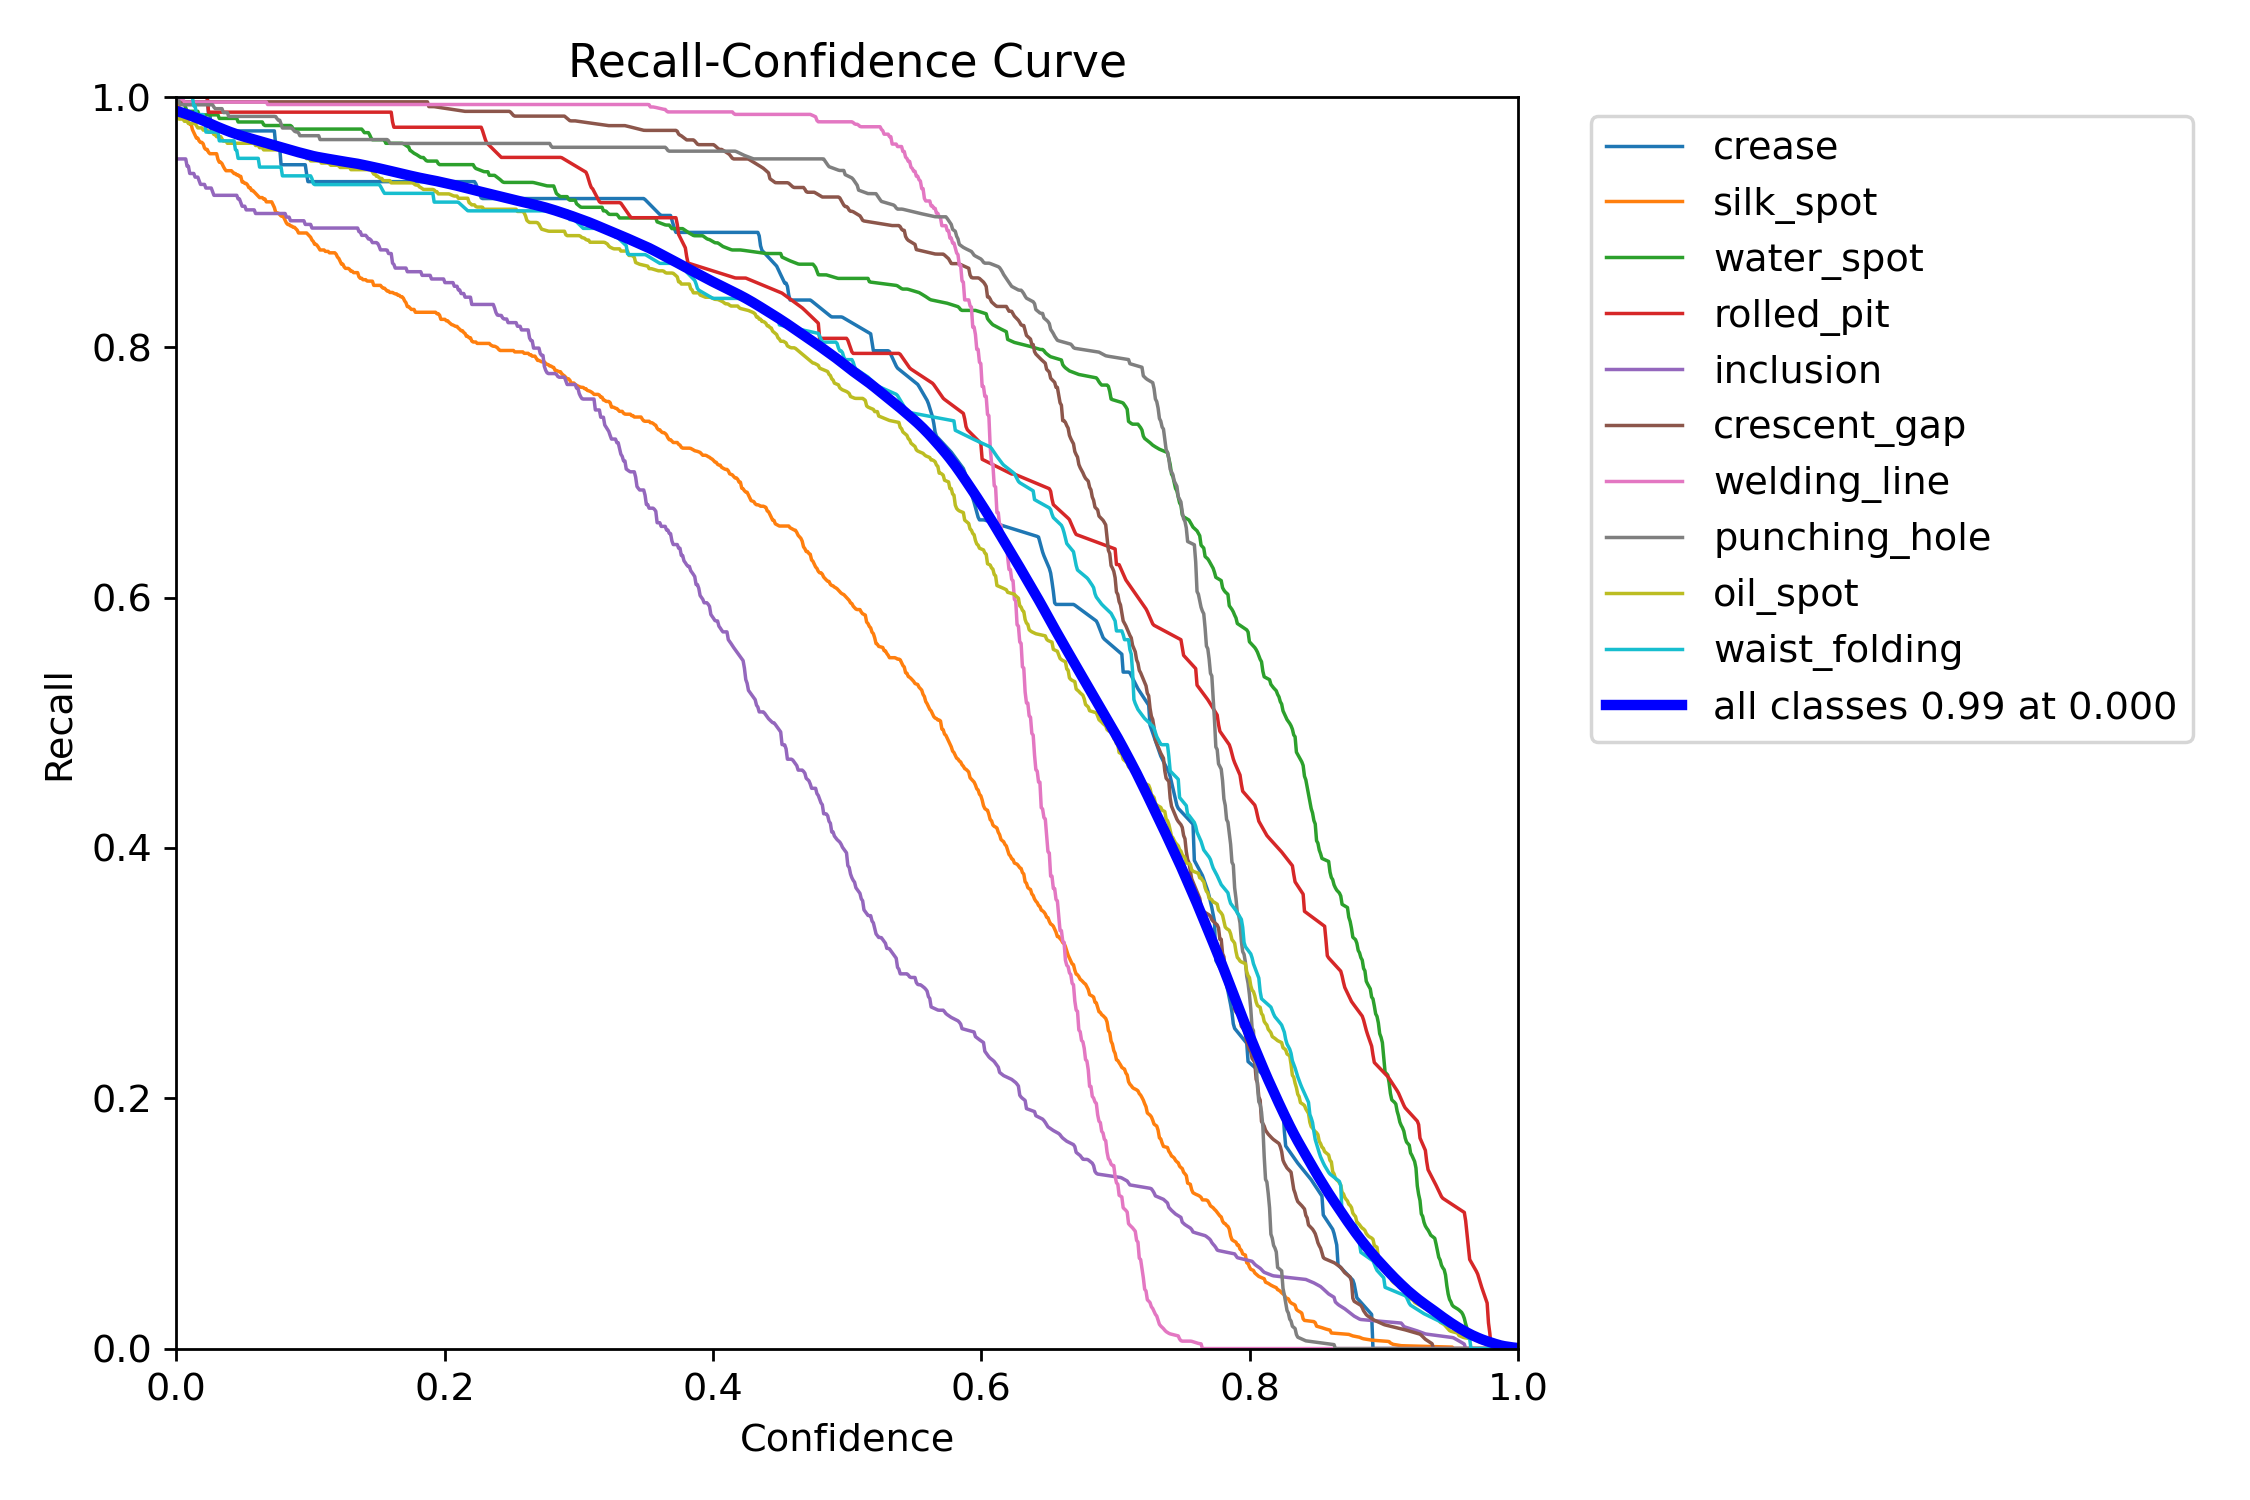 Recall-Confidence Curve
1.0
0.8
0.6
0.4
0.2
0.0
Recall
0.0 0.2 0.4 0.6 0.8 1.0
Confidence
crease
silk_spot
water_spot
rolled_pit
inclusion
crescent_gap
welding_line
punching_hole
oil_spot
waist_folding
all classes 0.99 at 0.000